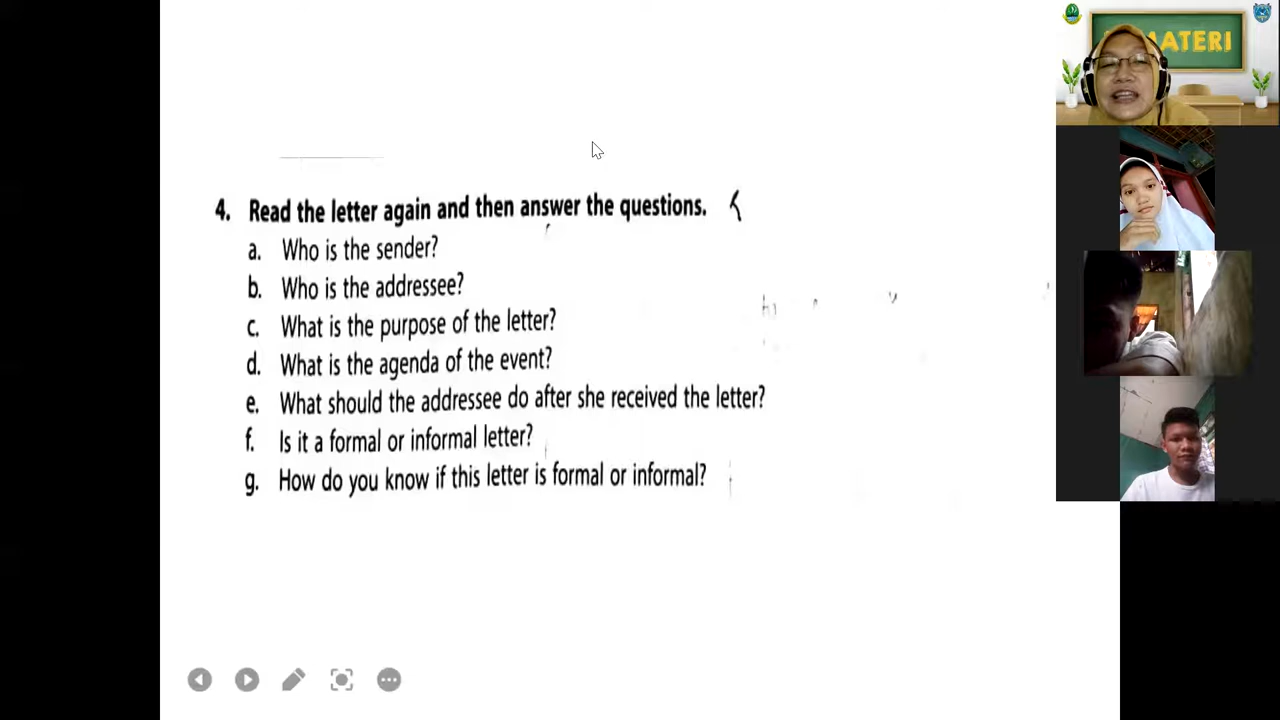 MATERI
4. Read the letter again and then answer the questions.
a. Who is the sender?
b. Who is the addressee?
c. What is the purpose of the letter?
d. What is the agenda of the event?
e. What should the addressee do after she received the letter?
f. Is it a formal or informal letter?
g. How do you know if this letter is formal or informal?